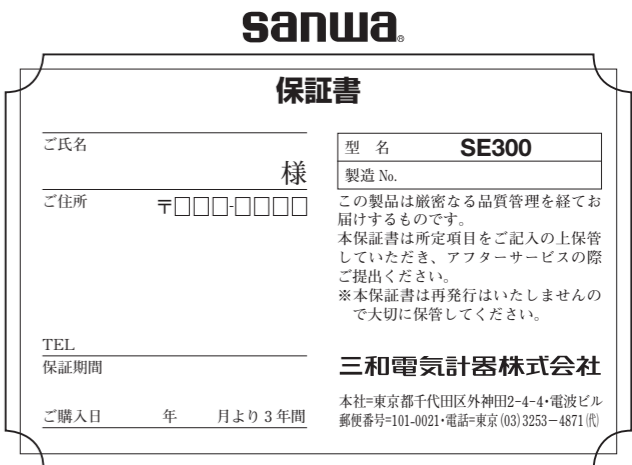 sanwa®
保証書
ご氏名
様
ご住所 〒□□□-□□□□
TEL
保証期間
ご購入日 年 月より3年間
型 名 SE300
製造 No.
この製品は厳密なる品質管理を経てお
届けするものです。
本保証書は所定項目をご記入の上保管
していただき、アフターサービスの際
ご提出ください。
※本保証書は再発行はいたしませんの
で大切に保管してください。
三和電気計器株式会社
本社=東京都千代田区外神田2-4-4・電波ビル
郵便番号=101-0021・電話=東京(03)3253-4871㈹